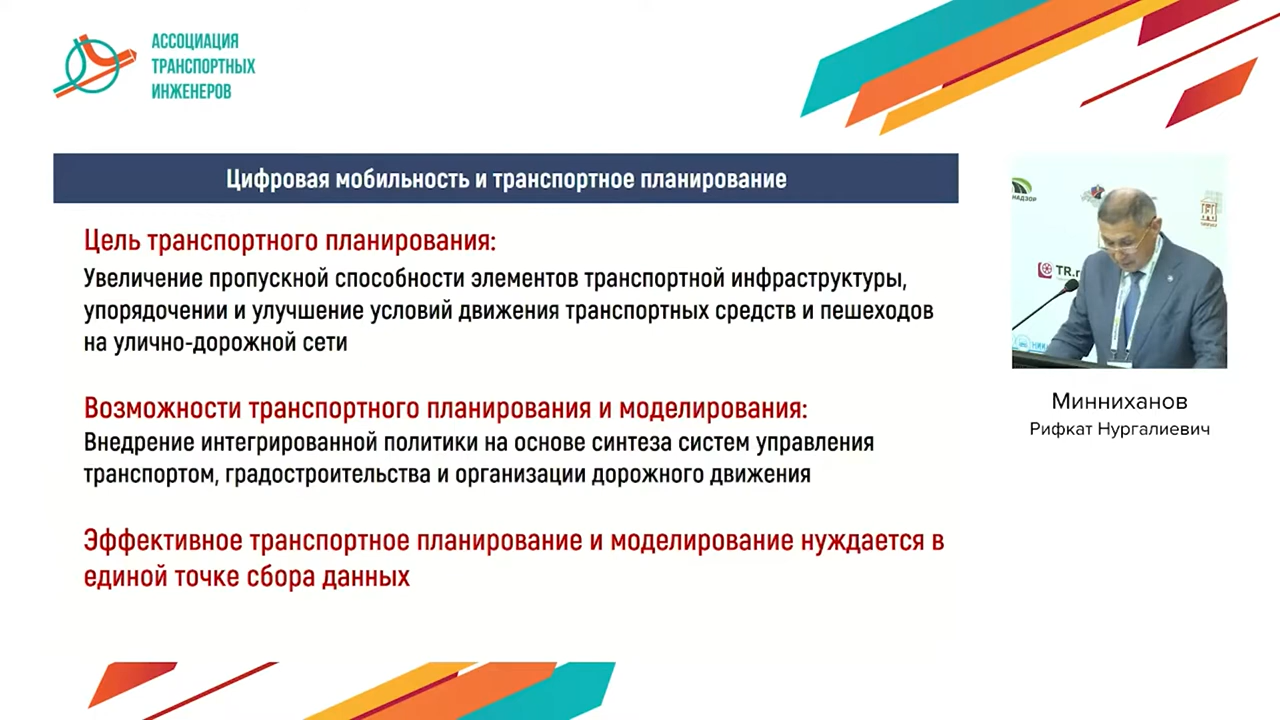 АССОЦИАЦИЯ
ТРАНСПОРТНЫХ
ИНЖЕНЕРОВ
Цифровая мобильность и транспортное планирование
Цель транспортного планирования:
Увеличение пропускной способности элементов транспортной инфраструктуры,
упорядочении и улучшение условий движения транспортных средств и пешеходов
на улично-дорожной сети
Возможности транспортного планирования и моделирования:
Внедрение интегрированной политики на основе синтеза систем управления
транспортом, градостроительства и организации дорожного движения
Эффективное транспортное планирование и моделирование нуждается в
единой точке сбора данных
НАДЗОР
TR.r
Минниханов
Рифкат Нургалиевич